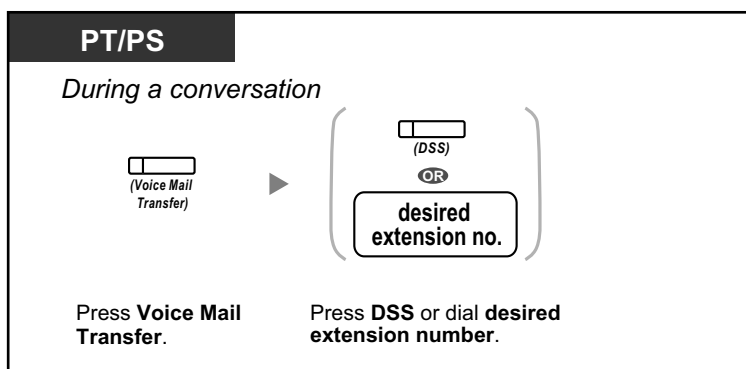 PT/PS
During a conversation
(Voice Mail
Transfer)
(DSS)
OR
desired
extension no.
Press Voice Mail
Transfer.
Press DSS or dial desired
extension number.